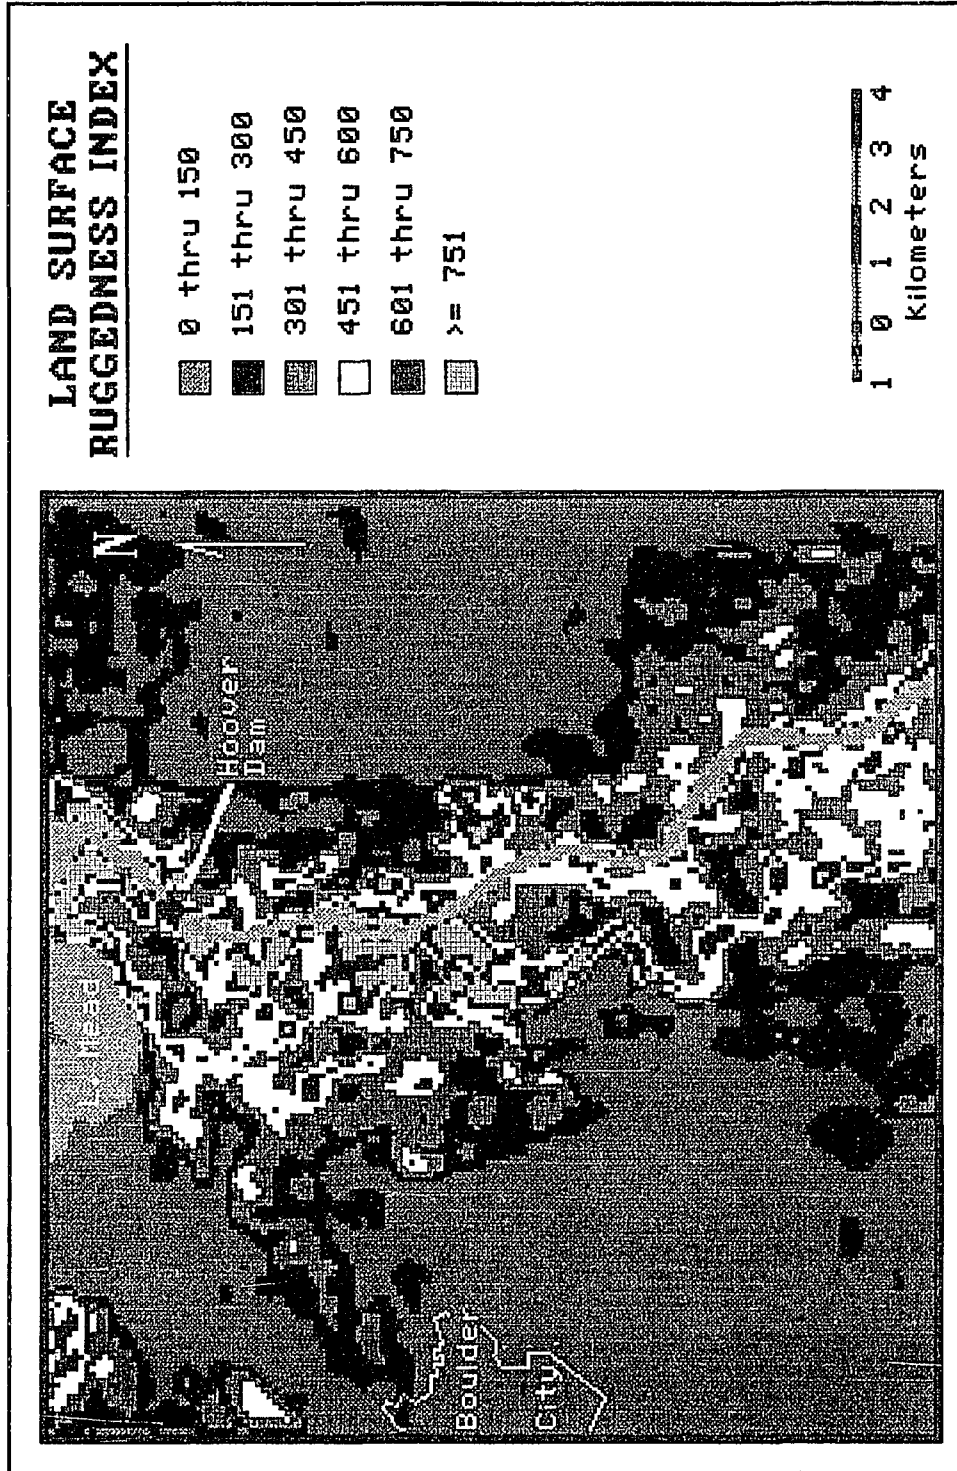 LAND SURFACE
RUGGEDNESS INDEX
0 thru 150
151 thru 300
301 thru 450
451 thru 600
601 thru 750
>= 751
1 0 1 2 3 4
Kilometers
N
L. Mead
Hoover
Dam
Boulder
City